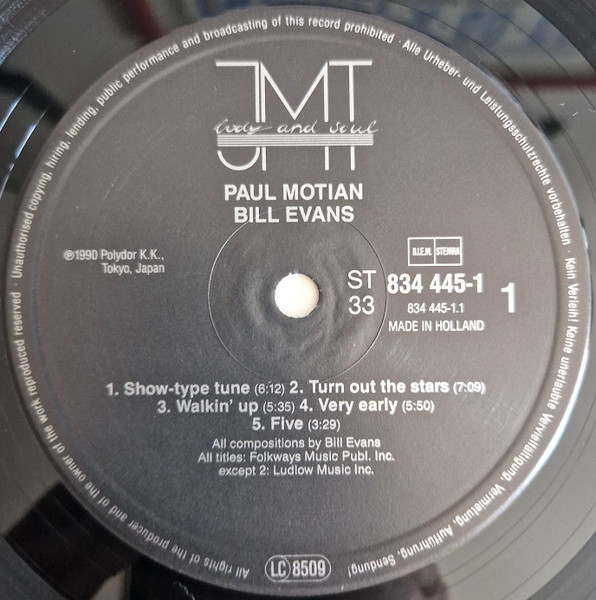 Unauthorised copying, hiring, lending, public performance and broadcasting of this record prohibited · Alle Urheber- und Leistungsschutzrechte vorbehalten · Kein Verleih! Keine unerlaubte Vervielfältigung, Vermietung, Aufführung, Sendung!
All rights of the producer and of the owner of the work reproduced reserved ·
JMT
body and soul
PAUL MOTIAN
BILL EVANS
℗1990 Polydor K.K.,
Tokyo, Japan
B.I.E.M. STEMRA
ST 834 445-1 1
33 834 445-1.1
MADE IN HOLLAND
1. Show-type tune (6:12) 2. Turn out the stars (7:09)
3. Walkin' up (5:35) 4. Very early (5:50)
5. Five (3:29)
All compositions by Bill Evans
All titles: Folkways Music Publ. Inc.
except 2: Ludlow Music Inc.
LC 8509